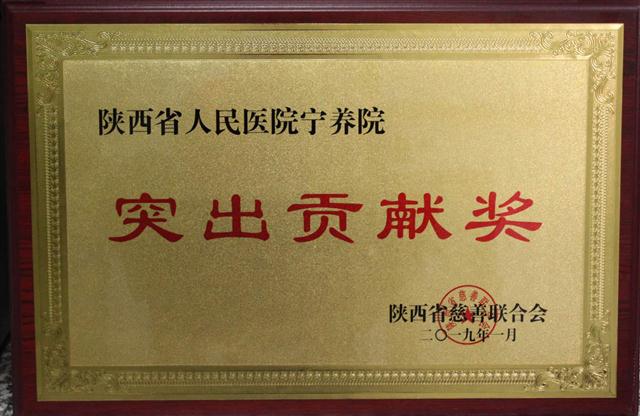 陕西省人民医院宁养院
突出贡献奖
陕西省慈善联合会
二〇一九年一月